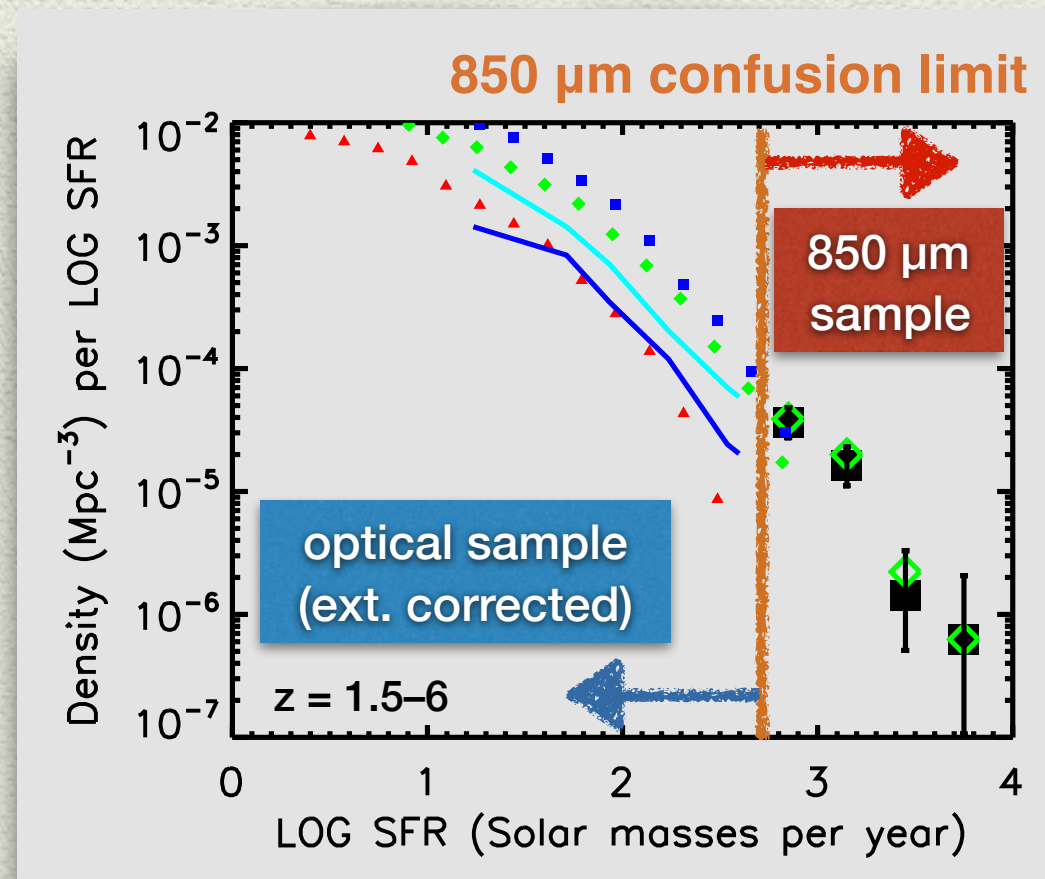 850 µm confusion limit
10⁻²
10⁻³
10⁻⁴
10⁻⁵
10⁻⁶
10⁻⁷
Density (Mpc⁻³) per LOG SFR
850 µm
sample
optical sample
(ext. corrected)
z = 1.5–6
0 1 2 3 4
LOG SFR (Solar masses per year)